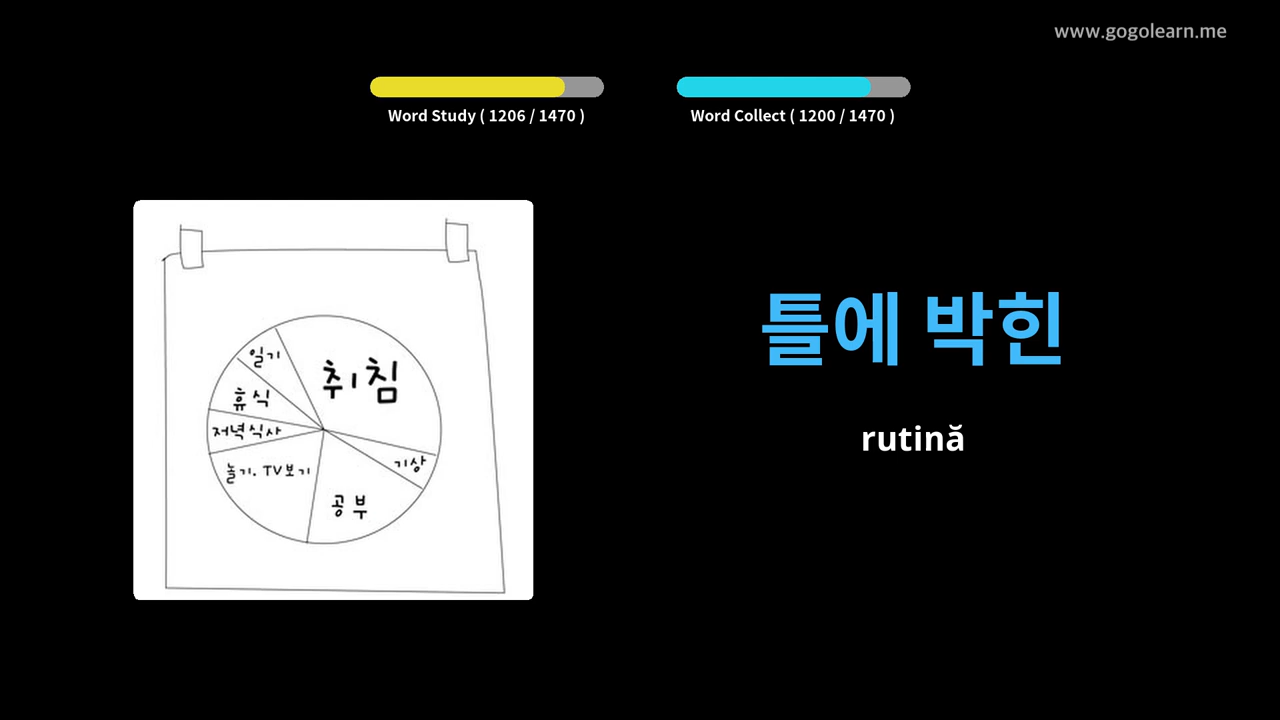 www.gogolearn.me
Word Study ( 1206 / 1470 )
Word Collect ( 1200 / 1470 )
일기
취침
휴식
저녁식사
기상
놀기. TV보기
공부
틀에 박힌
rutină